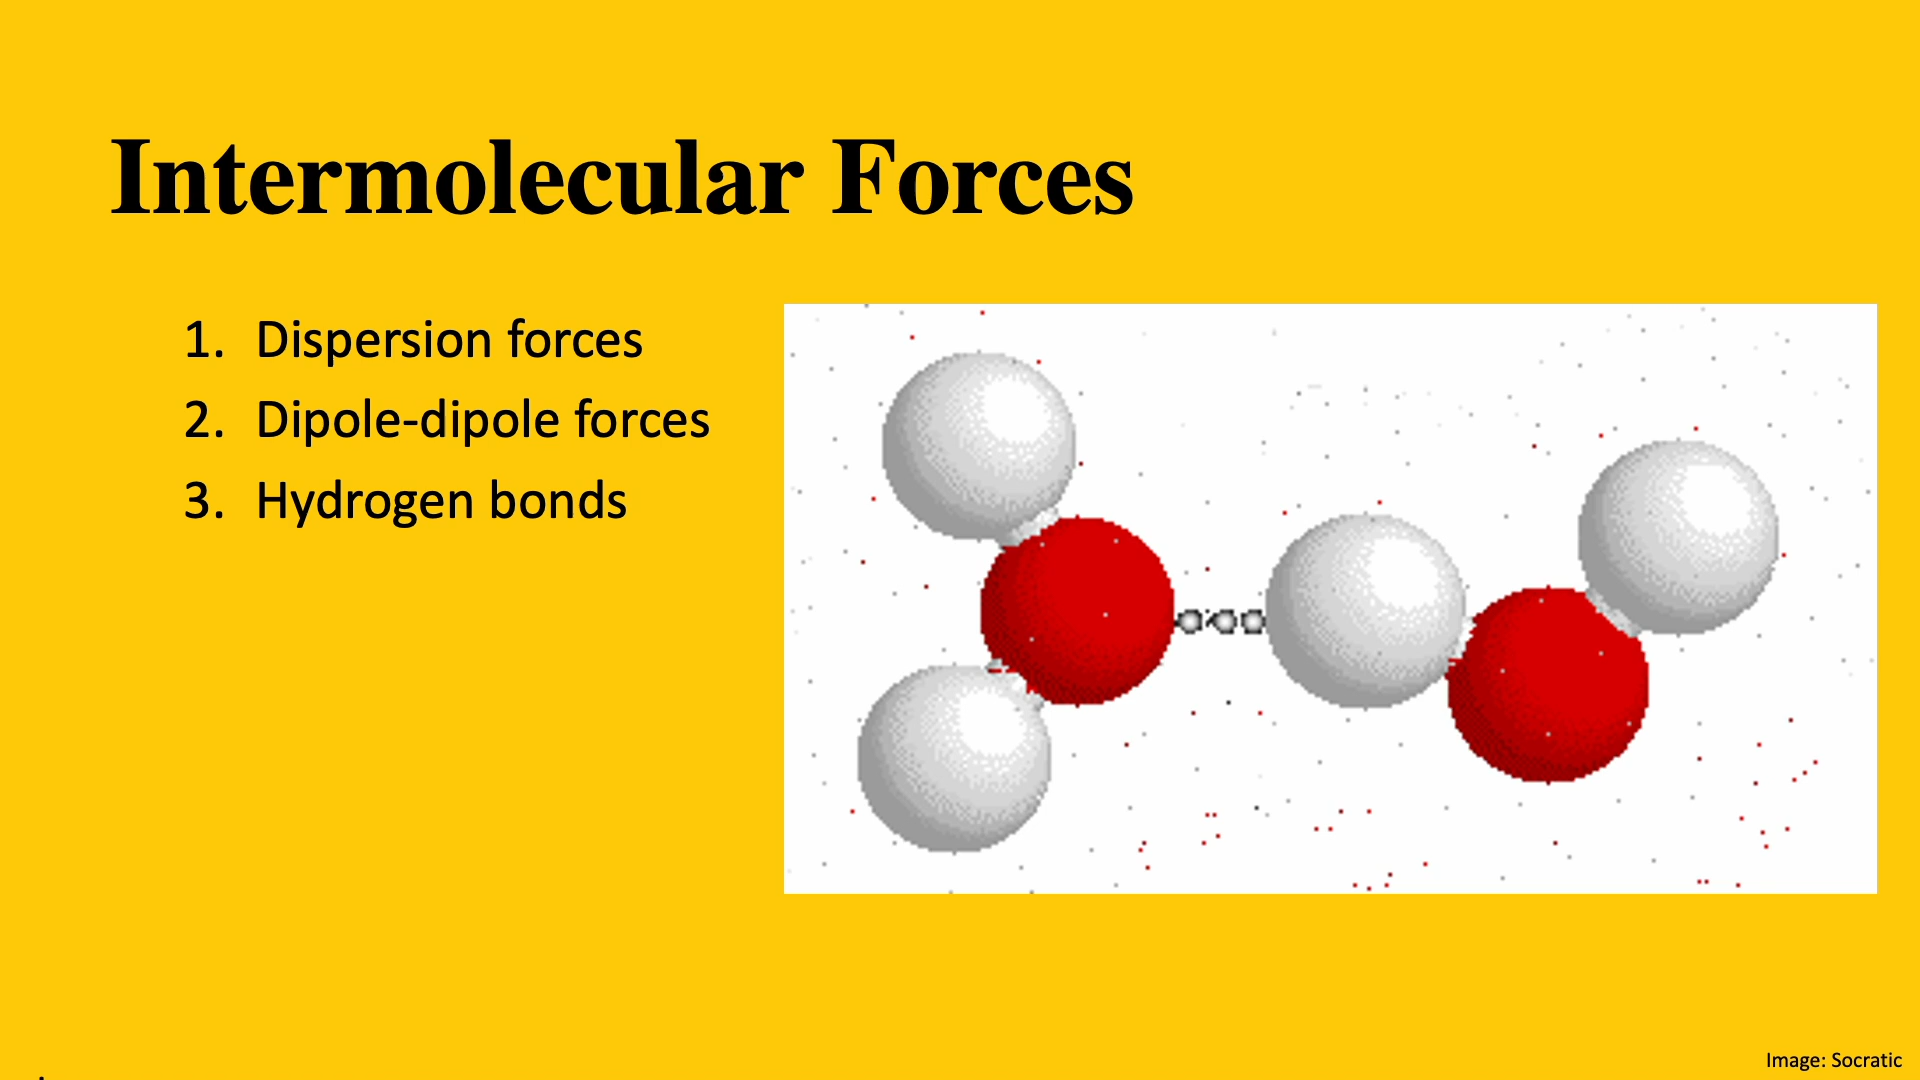 Intermolecular Forces
1. Dispersion forces
2. Dipole-dipole forces
3. Hydrogen bonds
Image: Socratic